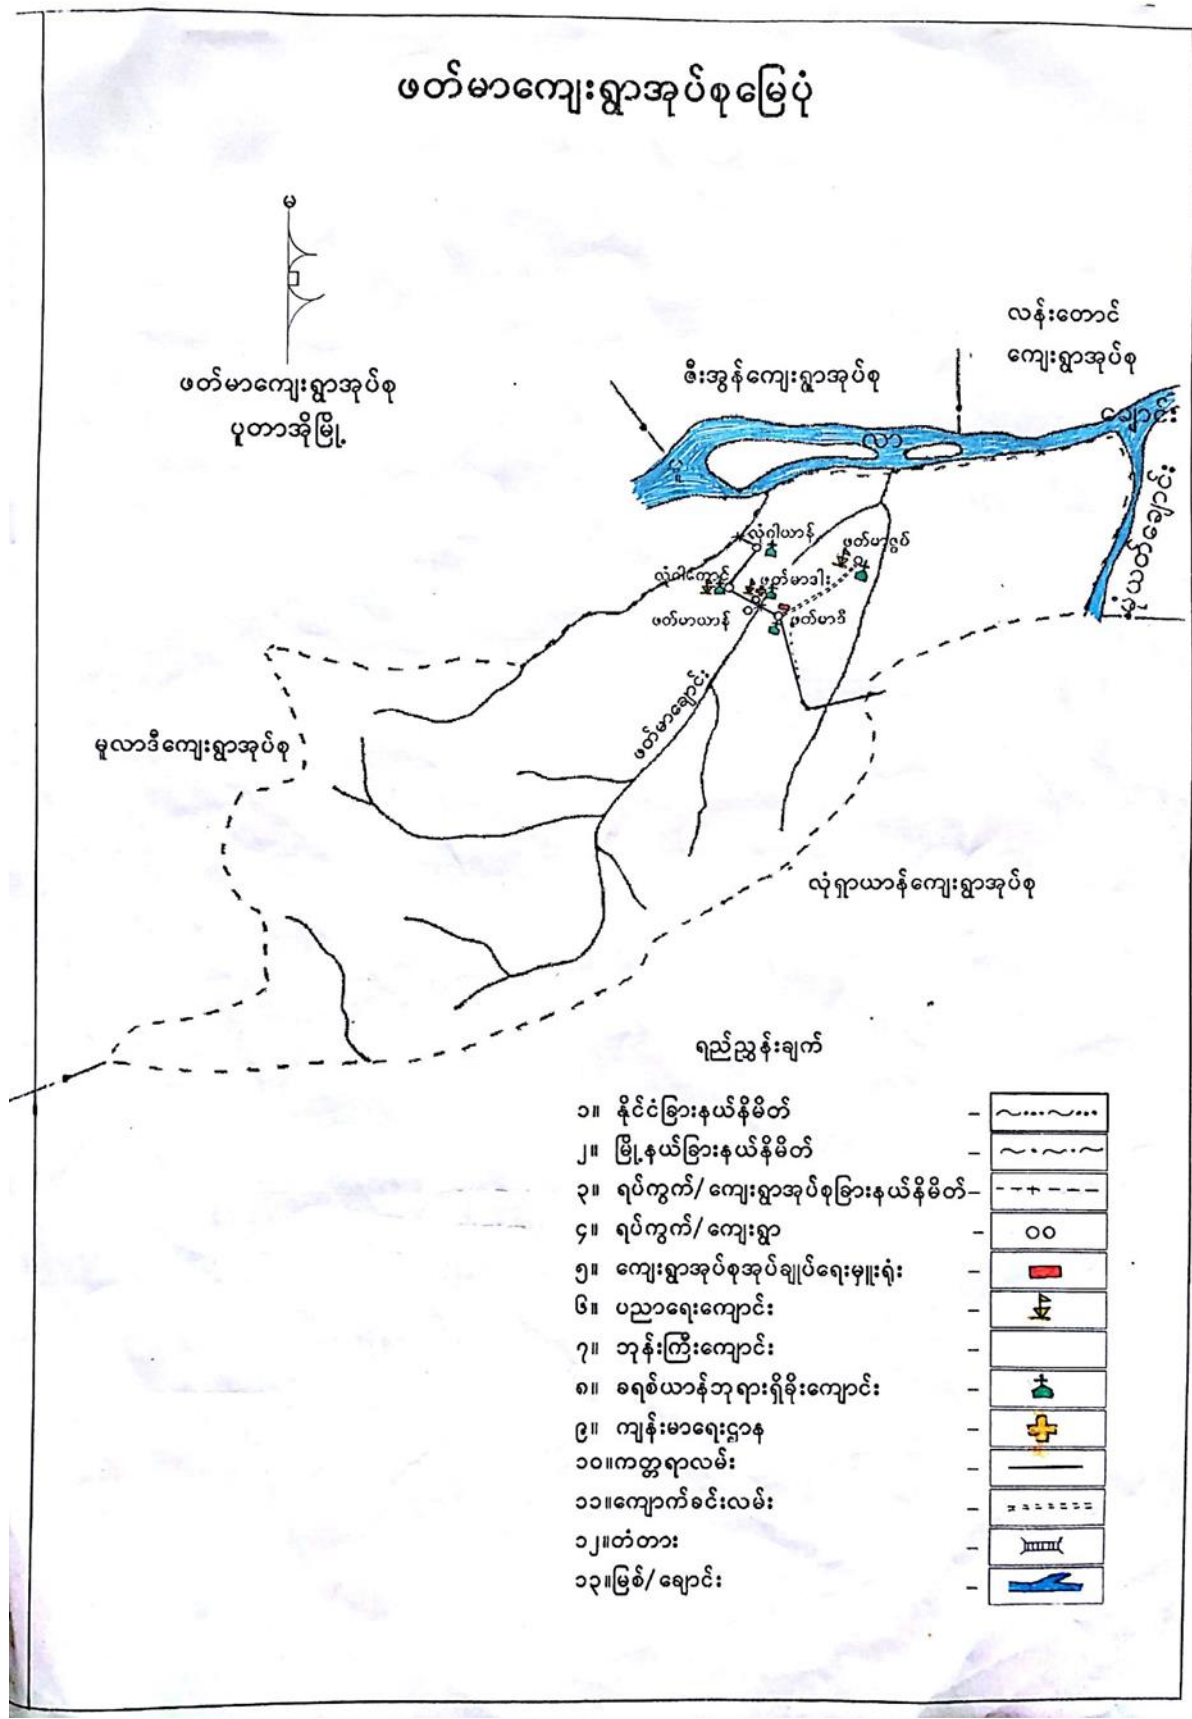 ဖတ်မာကျေးရွာအုပ်စုမြေပုံ
မ
ဖတ်မာကျေးရွာအုပ်စု
ပူတာအိုမြို့
လန်းတောင်
ကျေးရွာအုပ်စု
ဇီးအွန်ကျေးရွာအုပ်စု
ချောင်း
လာ
မုံယတ်ချောင်း
လုံဂါယာန်
ဖတ်မာဇွပ်
လုံဂါကောင်
ဖတ်မာဒါး
ဖတ်မာယာန်
ဖတ်မာဒီ
ဖတ်မာချောင်း
မူလာဒီကျေးရွာအုပ်စု
လုံရှာယာန်ကျေးရွာအုပ်စု
ရည်ညွှန်းချက်
၁။ နိုင်ငံခြားနယ်နိမိတ် –
၂။ မြို့နယ်ခြားနယ်နိမိတ် –
၃။ ရပ်ကွက်/ကျေးရွာအုပ်စုခြားနယ်နိမိတ် –
၄။ ရပ်ကွက်/ကျေးရွာ –
၅။ ကျေးရွာအုပ်စုအုပ်ချုပ်ရေးမှူးရုံး –
၆။ ပညာရေးကျောင်း –
၇။ ဘုန်းကြီးကျောင်း –
၈။ ခရစ်ယာန်ဘုရားရှိခိုးကျောင်း –
၉။ ကျန်းမာရေးဌာန –
၁၀။ကတ္တရာလမ်း –
၁၁။ကျောက်ခင်းလမ်း –
၁၂။တံတား –
၁၃။မြစ်/ချောင်း –